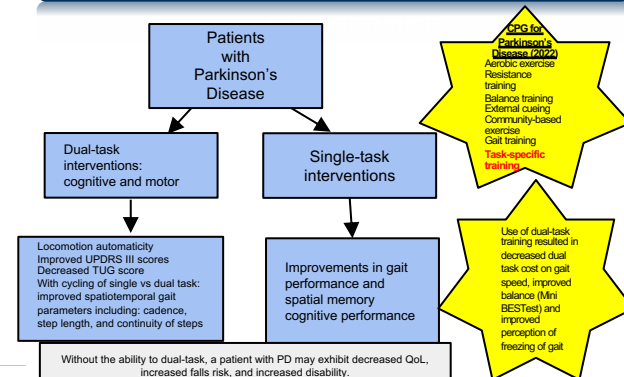 Patients
with
Parkinson's
Disease
CPG for
Parkinson's
Disease (2022)
Aerobic exercise
Resistance
training
Balance training
External cueing
Community-based
exercise
Gait training
Task-specific
training
Dual-task
interventions:
cognitive and motor
Single-task
interventions
Locomotion automaticity
Improved UPDRS III scores
Decreased TUG score
With cycling of single vs dual task:
improved spatiotemporal gait
parameters including: cadence,
step length, and continuity of steps
Improvements in gait
performance and
spatial memory
cognitive performance
Use of dual-task
training resulted in
decreased dual
task cost on gait
speed, improved
balance (Mini
BESTest) and
improved
perception of
freezing of gait
Without the ability to dual-task, a patient with PD may exhibit decreased QoL,
increased falls risk, and increased disability.